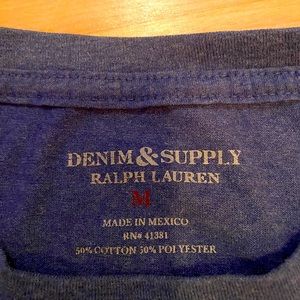 DENIM & SUPPLY
RALPH LAUREN
M
MADE IN MEXICO
RN# 41381
50% COTTON 50% POLYESTER